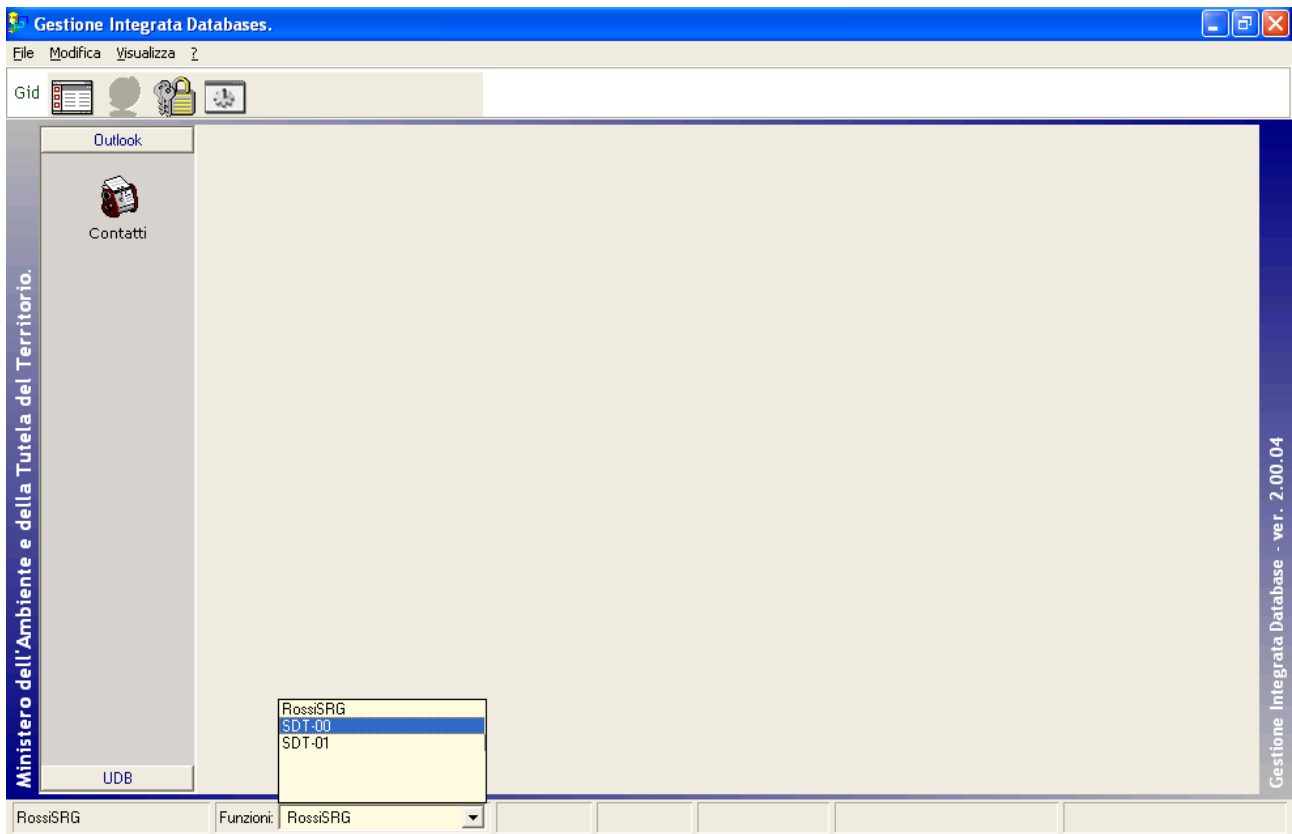 Gestione Integrata Databases.
File Modifica Visualizza ?
Gid
Outlook
Contatti
Ministero dell'Ambiente e della Tutela del Territorio.
Gestione Integrata Database - ver. 2.00.04
RossiSRG
SDT-00
SDT-01
UDB
RossiSRG Funzioni: RossiSRG